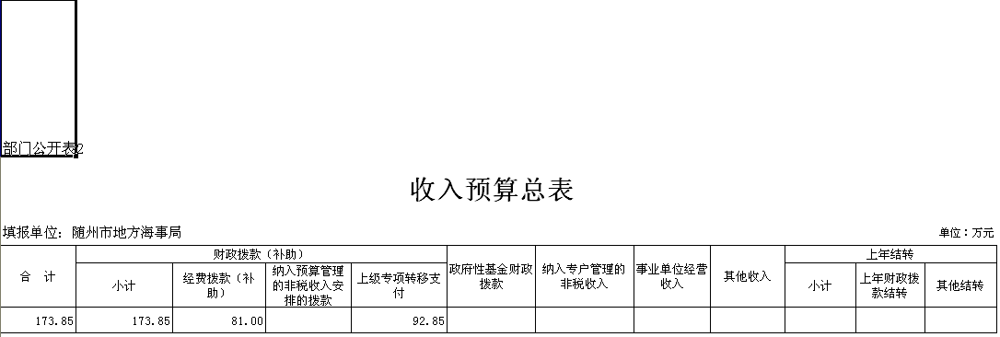 部门公开表2
收入预算总表
填报单位：随州市地方海事局
单位：万元
合 计
财政拨款（补助）
小计
经费拨款（补
助）
纳入预算管理
的非税收入安
排的拨款
上级专项转移支
付
政府性基金财政
拨款
纳入专户管理的
非税收入
事业单位经营
收入
其他收入
上年结转
小计
上年财政拨
款结转
其他结转
173.85
173.85
81.00
92.85